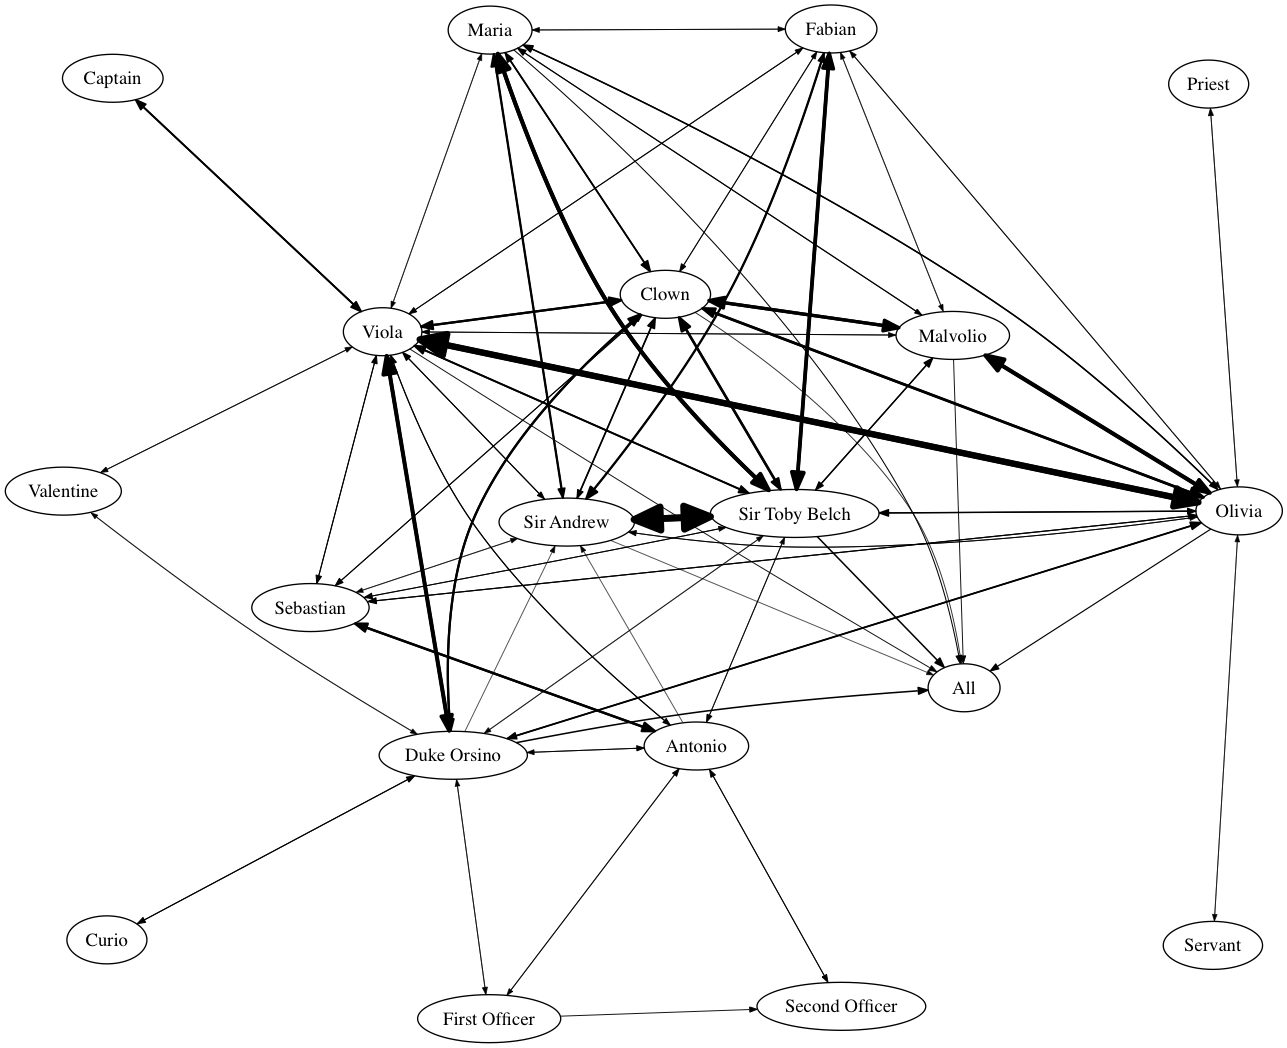 Maria
Fabian
Captain
Priest
Clown
Viola
Malvolio
Valentine
Sir Andrew
Sir Toby Belch
Olivia
Sebastian
All
Duke Orsino
Antonio
Curio
Servant
First Officer
Second Officer